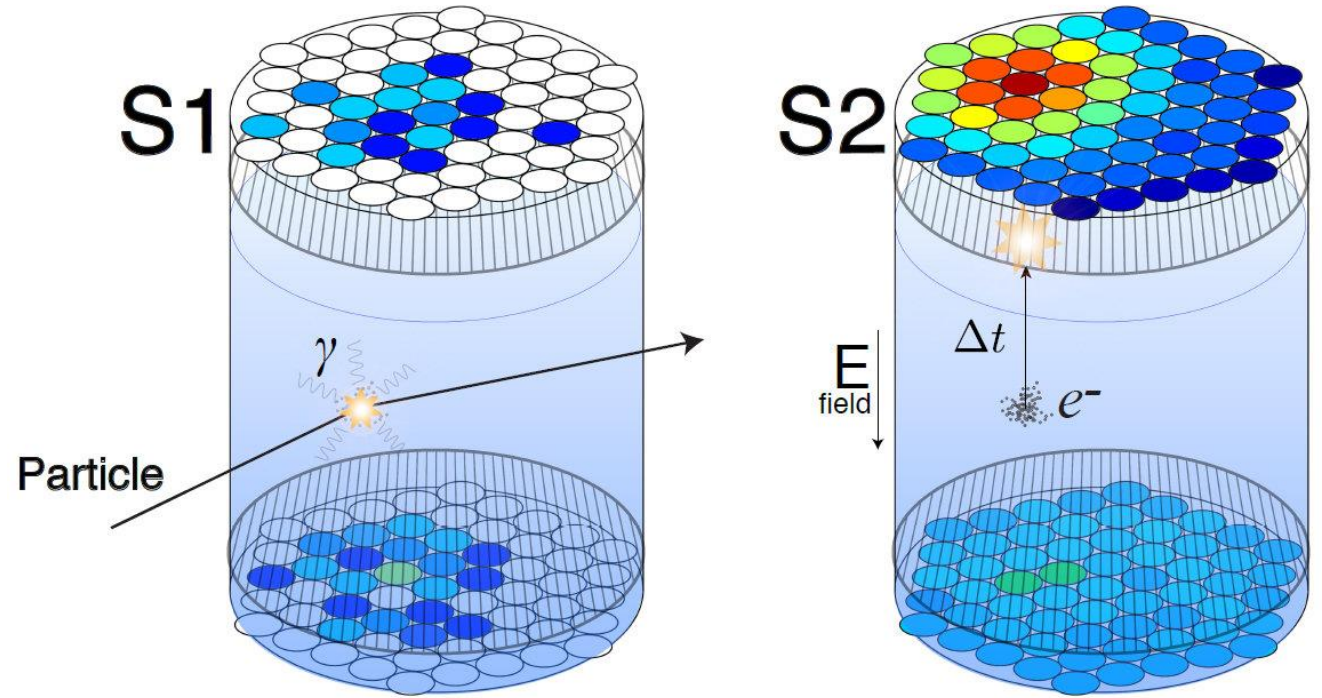 S1
γ
Particle
S2
Δt
E
field
e-